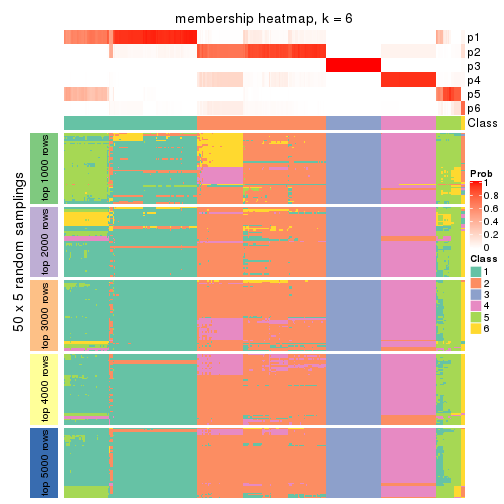 membership heatmap, k = 6
p1
p2
p3
p4
p5
p6
Class
50 x 5 random samplings
top 1000 rows
top 2000 rows
top 3000 rows
top 4000 rows
top 5000 rows
Prob
1
0.8
0.6
0.4
0.2
0
Class
1
2
3
4
5
6